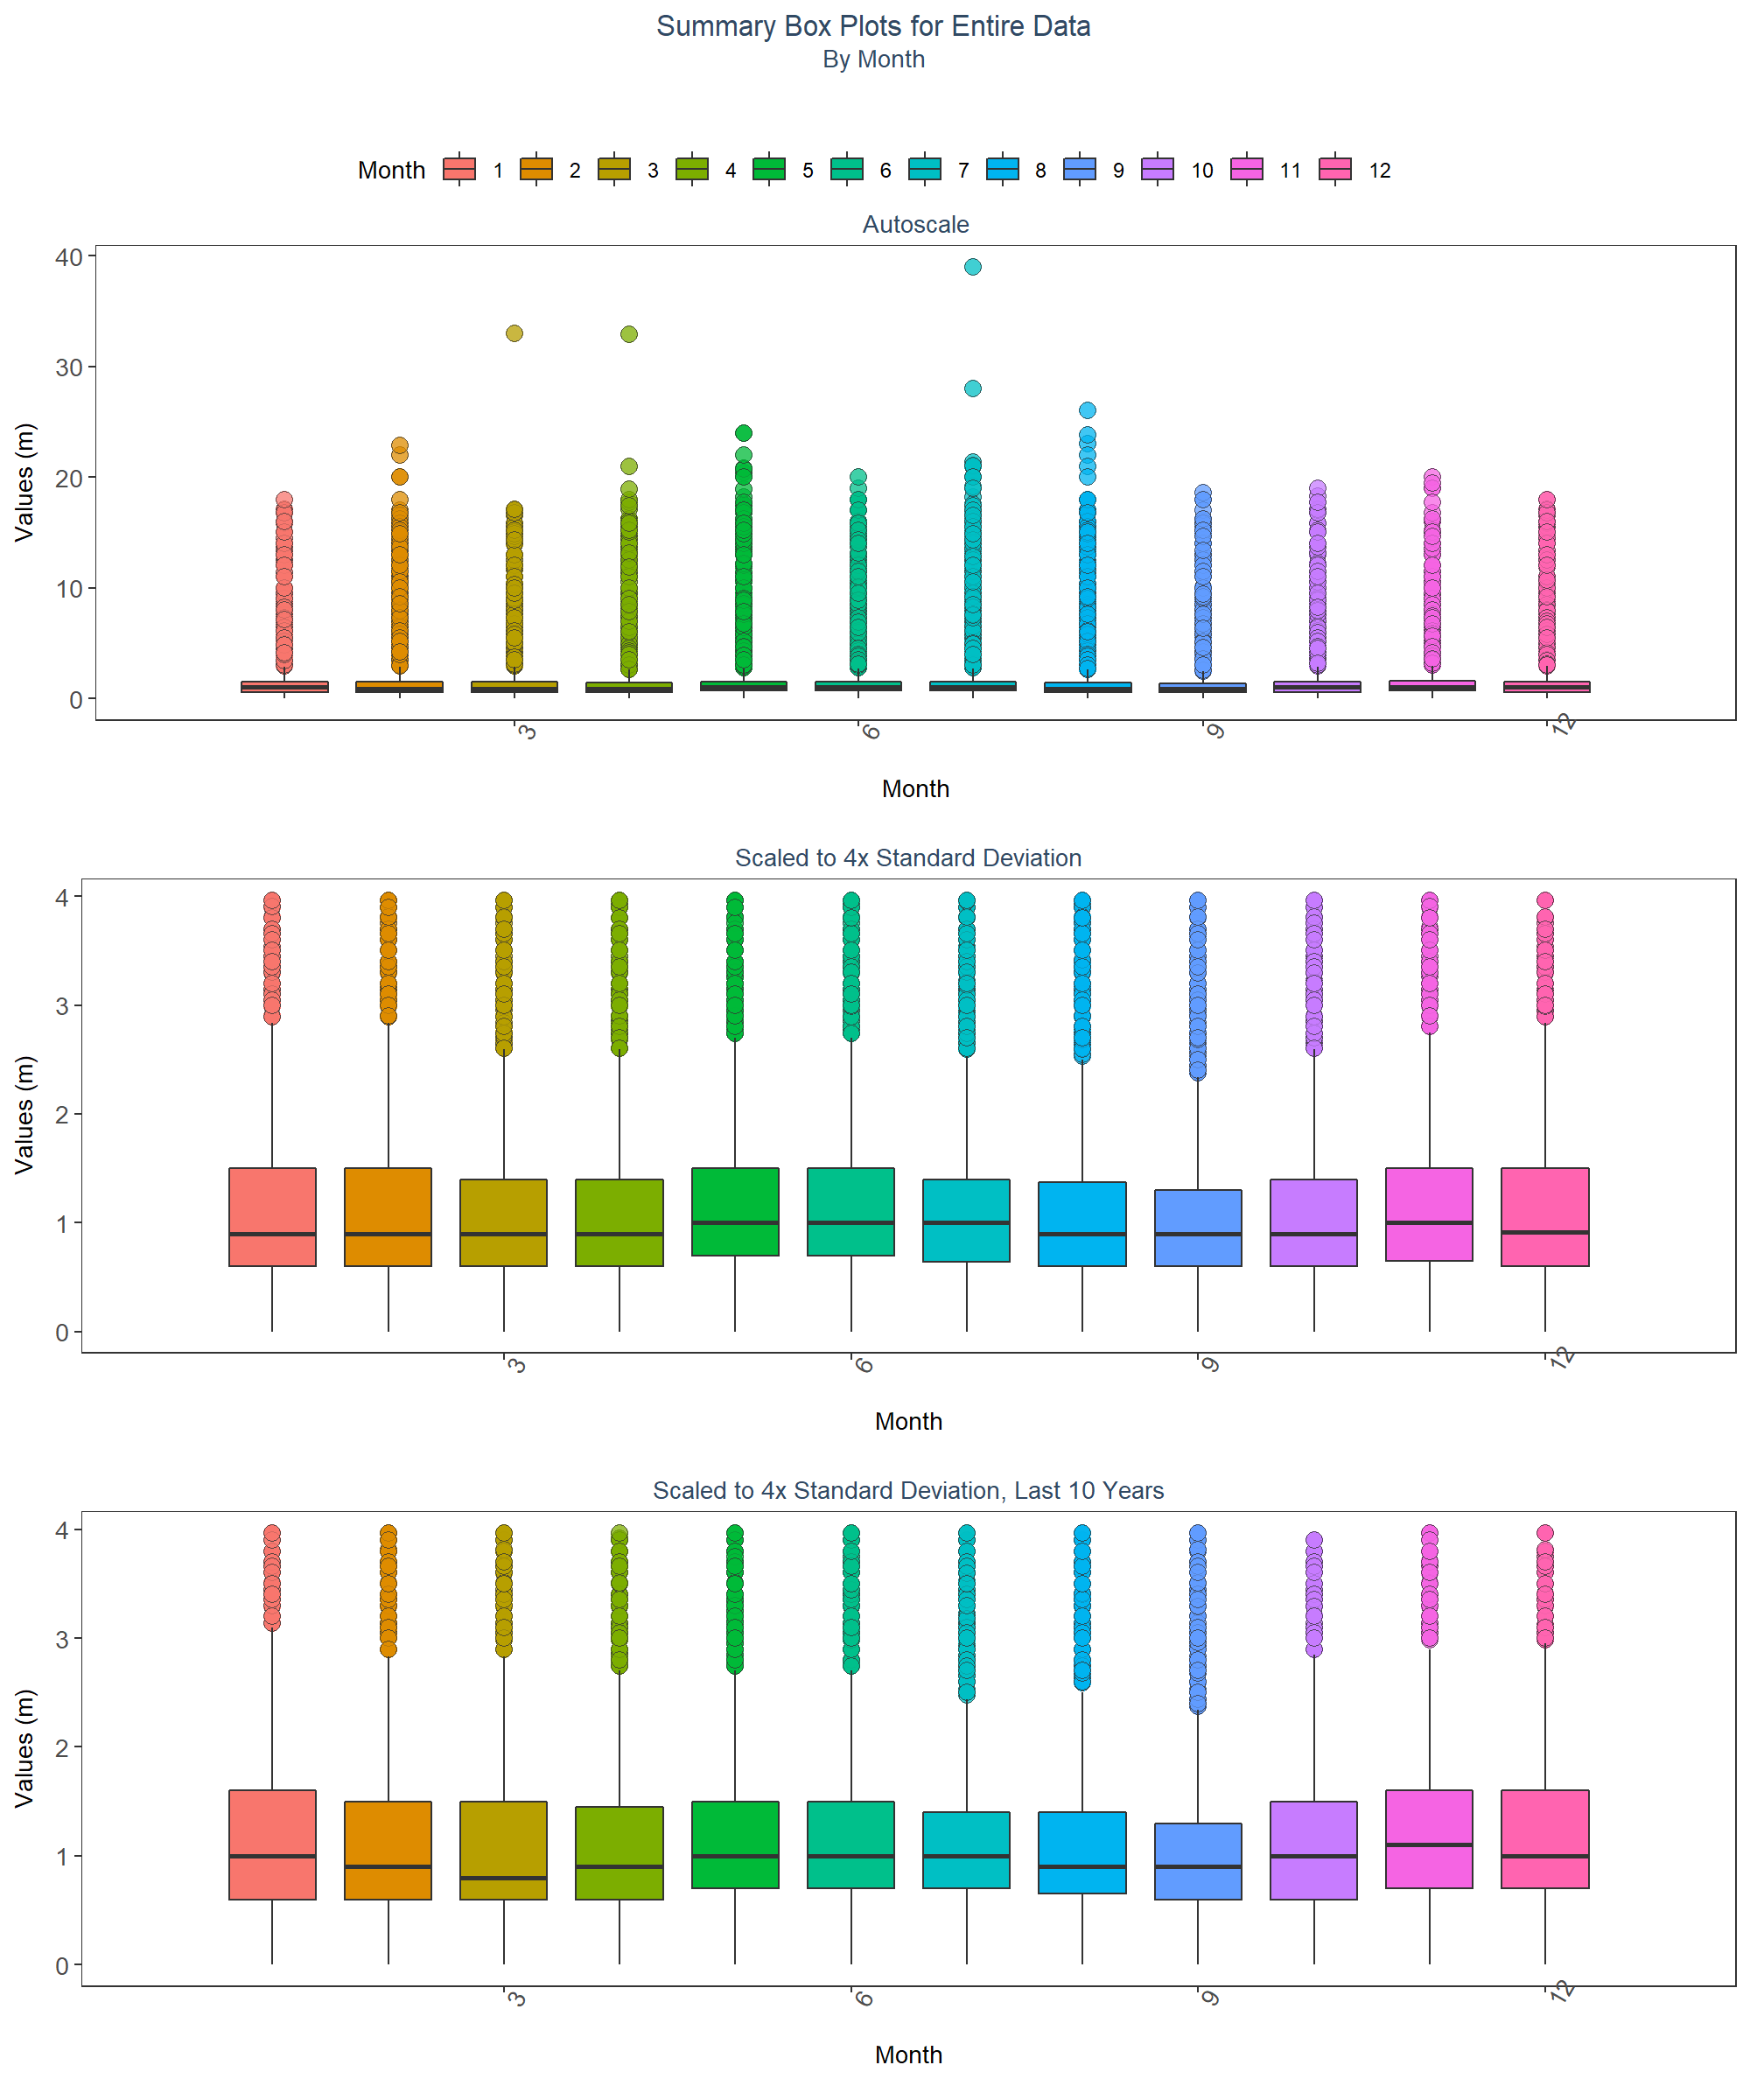 Summary Box Plots for Entire Data
By Month
Month 1 2 3 4 5 6 7 8 9 10 11 12
Autoscale
Values (m)
40
30
20
10
0
3 6 9 12
Month
Scaled to 4x Standard Deviation
Values (m)
4
3
2
1
0
3 6 9 12
Month
Scaled to 4x Standard Deviation, Last 10 Years
Values (m)
4
3
2
1
0
3 6 9 12
Month